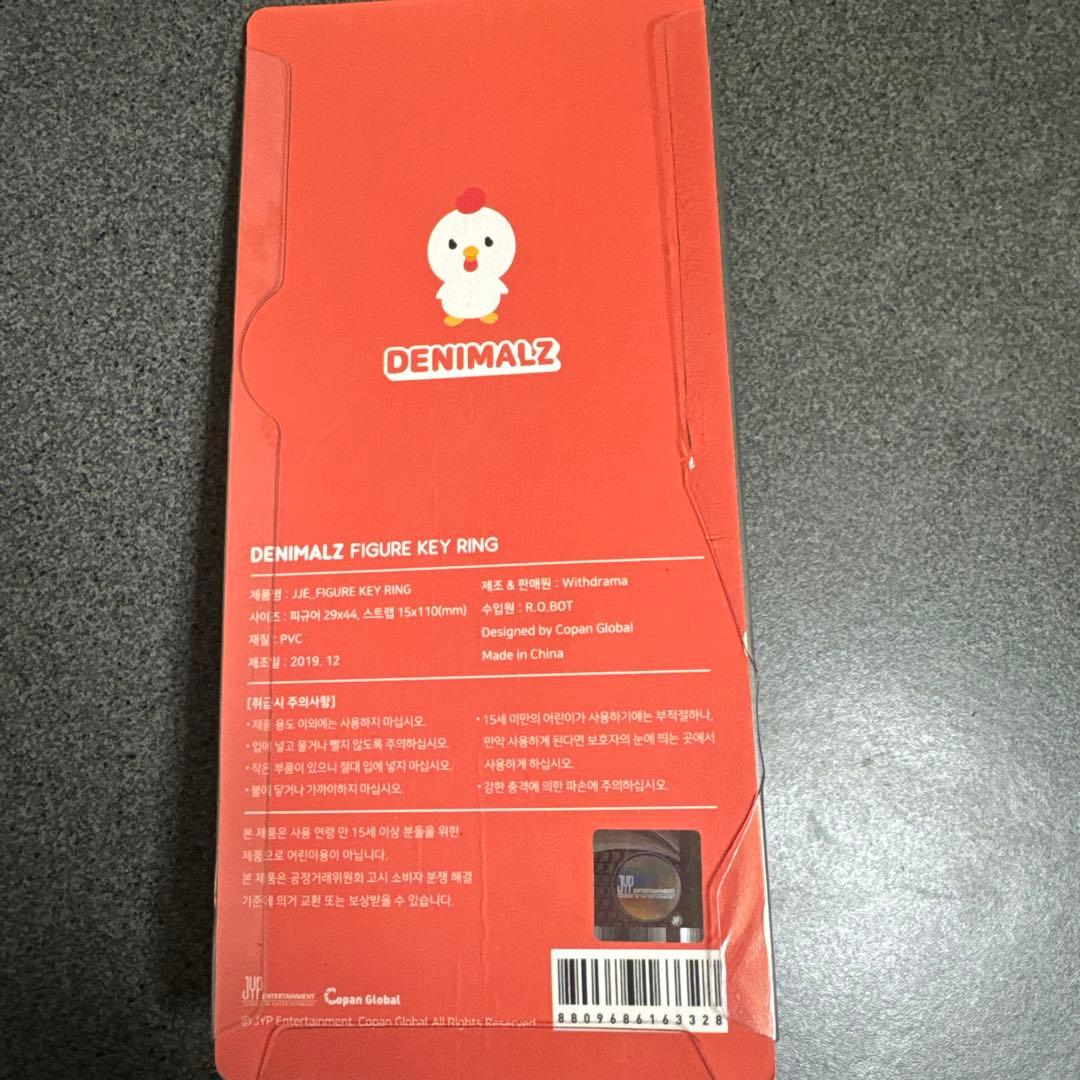 DENIMALZ
DENIMALZ FIGURE KEY RING
제품명 : JJE_FIGURE KEY RING
사이즈 : 피규어 29x44, 스트랩 15x110(mm)
재질 : PVC
제조일 : 2019. 12
제조 & 판매원 : Withdrama
수입원 : R.O.BOT
Designed by Copan Global
Made in China
[취급시 주의사항]
• 제품 용도 이외에는 사용하지 마십시오.
• 입에 넣고 물거나 빨지 않도록 주의하십시오.
• 작은 부품이 있으니 절대 입에 넣지 마십시오.
• 불에 닿거나 가까이하지 마십시오.
• 15세 미만의 어린이가 사용하기에는 부적절하나,
만약 사용하게 된다면 보호자의 눈에 띄는 곳에서
사용하게 하십시오.
• 강한 충격에 의한 파손에 주의하십시오.
본 제품은 사용 연령 만 15세 이상 분들을 위한
제품으로 어린이용이 아닙니다.
본 제품은 공정거래위원회 고시 소비자 분쟁 해결
기준에 의거 교환 또는 보상받을 수 있습니다.
JYP ENTERTAINMENT
JYP ENTERTAINMENT
Copan Global
© JYP Entertainment. Copan Global All Rights Reserved
8809686163328